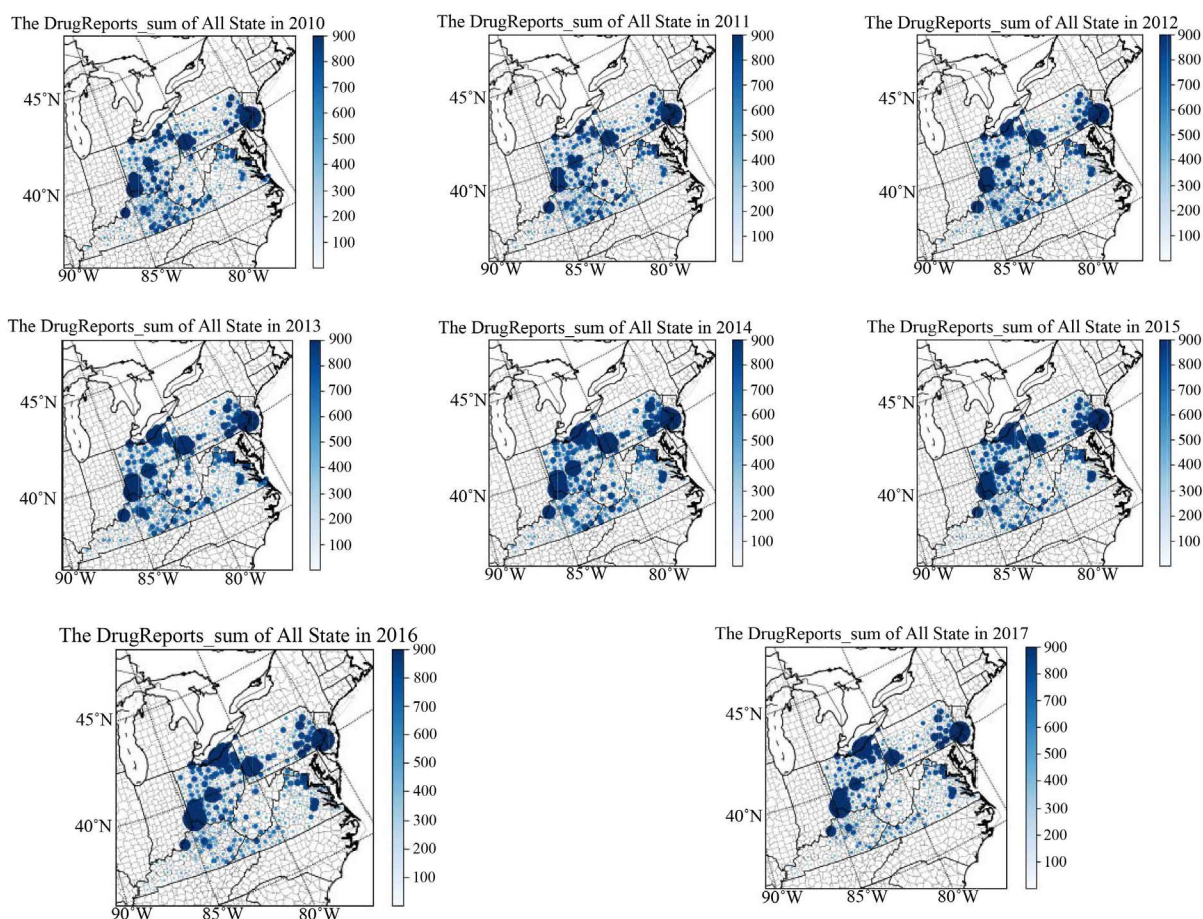 The DrugReports_sum of All State in 2010
900
800
700
600
500
400
300
200
100
45°N
40°N
90°W
85°W
80°W
The DrugReports_sum of All State in 2011
900
800
700
600
500
400
300
200
100
45°N
40°N
90°W
85°W
80°W
The DrugReports_sum of All State in 2012
900
800
700
600
500
400
300
200
100
45°N
40°N
90°W
85°W
80°W
The DrugReports_sum of All State in 2013
900
800
700
600
500
400
300
200
100
45°N
40°N
90°W
85°W
80°W
The DrugReports_sum of All State in 2014
900
800
700
600
500
400
300
200
100
45°N
40°N
90°W
85°W
80°W
The DrugReports_sum of All State in 2015
900
800
700
600
500
400
300
200
100
45°N
40°N
90°W
85°W
80°W
The DrugReports_sum of All State in 2016
900
800
700
600
500
400
300
200
100
45°N
40°N
90°W
85°W
80°W
The DrugReports_sum of All State in 2017
900
800
700
600
500
400
300
200
100
45°N
40°N
90°W
85°W
80°W